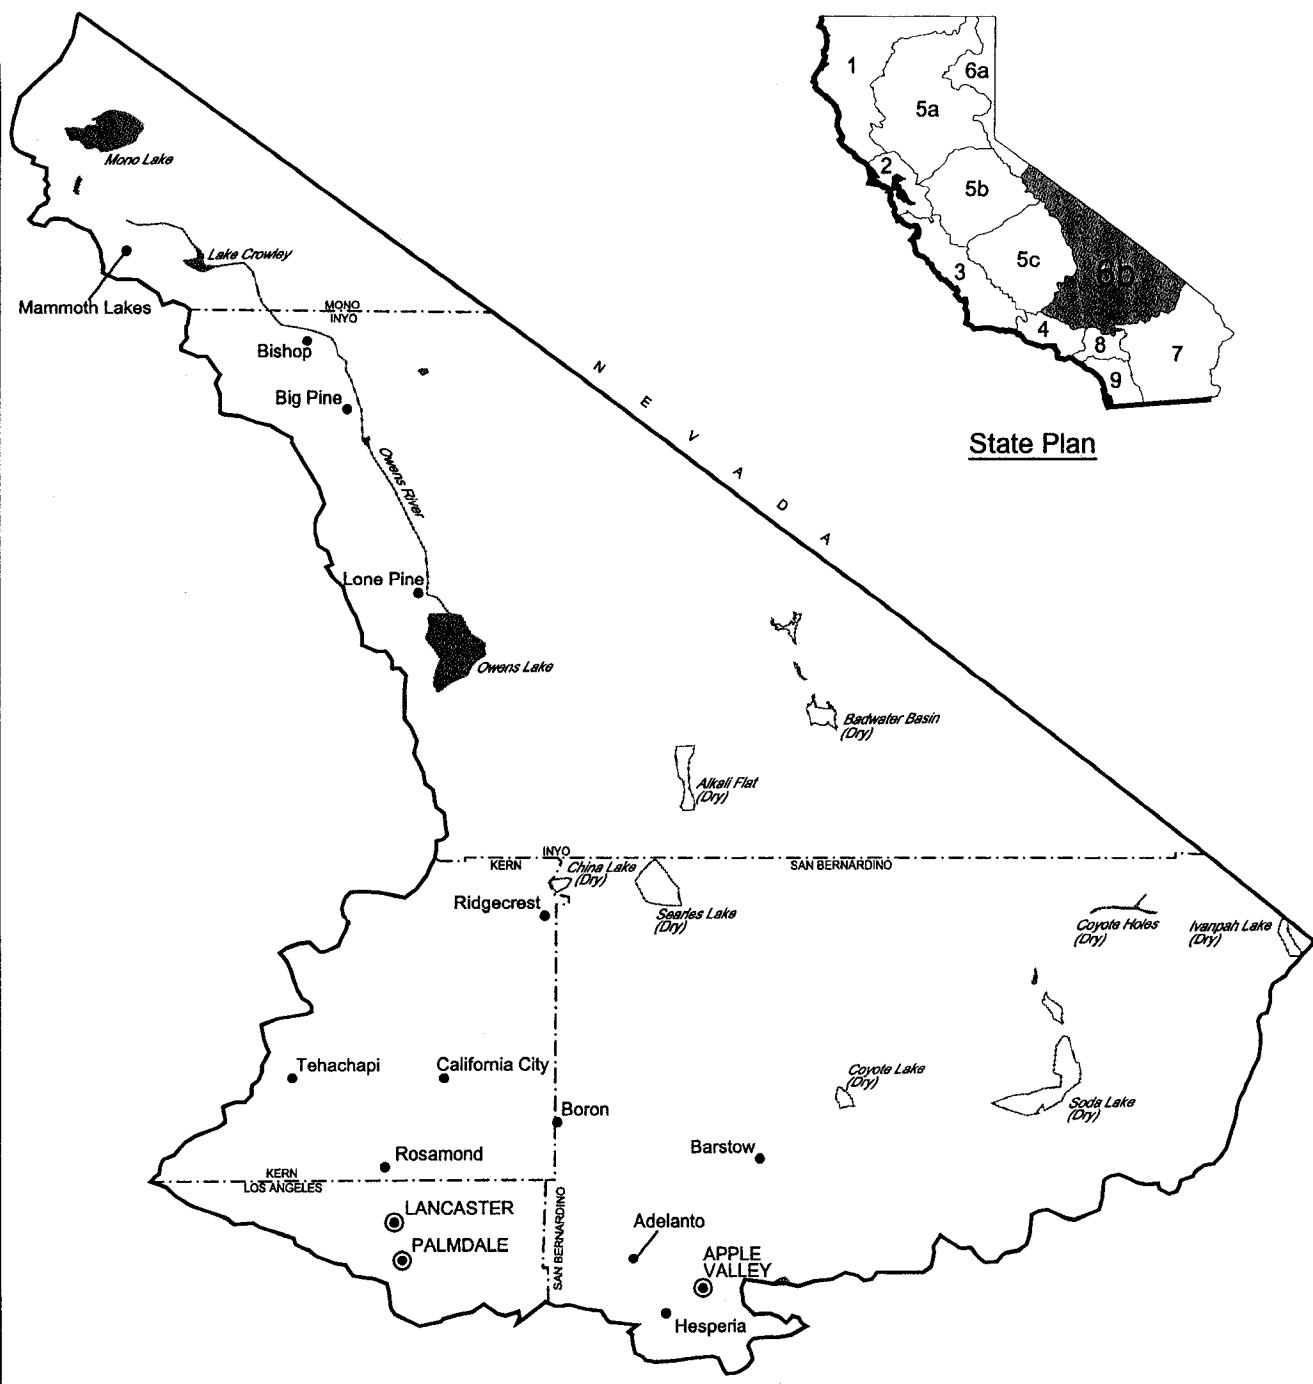 1
6a
5a
2
5b
5c
6b
3
4
8
7
9
State Plan
Mono Lake
Lake Crowley
Mammoth Lakes
MONO
INYO
Bishop
Big Pine
Owens River
NEVADA
Lone Pine
Owens Lake
Badwater Basin
(Dry)
Alkali Flat
(Dry)
INYO
KERN
SAN BERNARDINO
China Lake
(Dry)
Ridgecrest
Searles Lake
(Dry)
Coyote Holes
(Dry)
Ivanpah Lake
(Dry)
Tehachapi
California City
Coyote Lake
(Dry)
Soda Lake
(Dry)
Boron
Barstow
Rosamond
KERN
LOS ANGELES
SAN BERNARDINO
LANCASTER
PALMDALE
Adelanto
APPLE
VALLEY
Hesperia